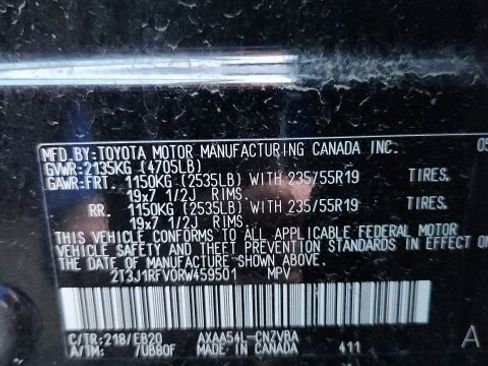 MFD.BY:TOYOTA MOTOR MANUFACTURING CANADA INC. 05
GVWR:2135KG (4705LB)
GAWR:FRT. 1150KG (2535LB) WITH 235/55R19 TIRES.
19x7 1/2J RIMS.
RR. 1150KG (2535LB) WITH 235/55R19 TIRES.
19x7 1/2J RIMS.
THIS VEHICLE CONFORMS TO ALL APPLICABLE FEDERAL MOTOR
VEHICLE SAFETY AND THEFT PREVENTION STANDARDS IN EFFECT ON
THE DATE OF MANUFACTURE SHOWN ABOVE.
2T3J1RFV0RW459501 MPV
C/TR:218/EB20 AXAA54L-CNZVBA
A/TM: /UB80F MADE IN CANADA 411 A